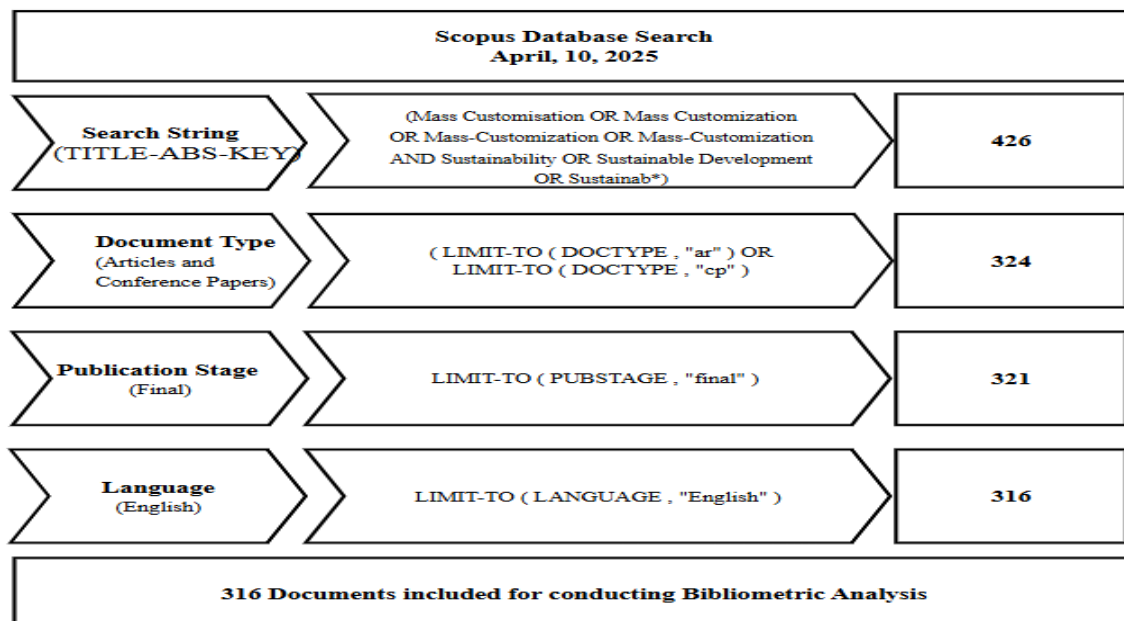 Scopus Database Search
April, 10, 2025
Search String
(TITLE-ABS-KEY)
(Mass Customisation OR Mass Customization
OR Mass-Customization OR Mass-Customization
AND Sustainability OR Sustainable Development
OR Sustainab*)
426
Document Type
(Articles and
Conference Papers)
( LIMIT-TO ( DOCTYPE , "ar" ) OR
LIMIT-TO ( DOCTYPE , "cp" )
324
Publication Stage
(Final)
LIMIT-TO ( PUBSTAGE , "final" )
321
Language
(English)
LIMIT-TO ( LANGUAGE , "English" )
316
316 Documents included for conducting Bibliometric Analysis